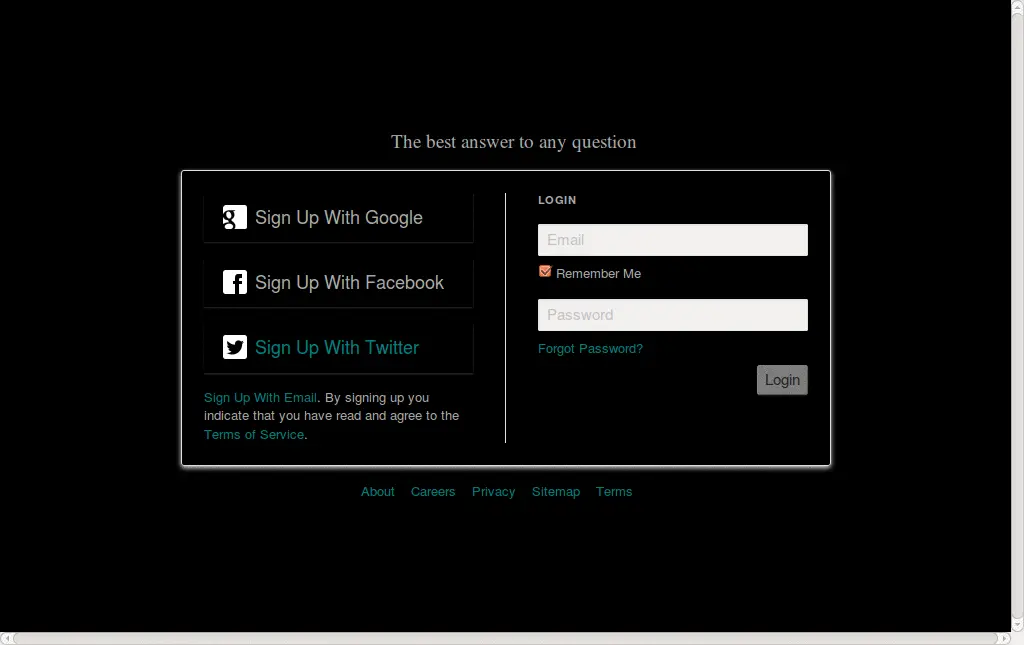 The best answer to any question
Sign Up With Google
Sign Up With Facebook
Sign Up With Twitter
Sign Up With Email. By signing up you
indicate that you have read and agree to the
Terms of Service.
LOGIN
Email
Remember Me
Password
Forgot Password?
Login
About Careers Privacy Sitemap Terms